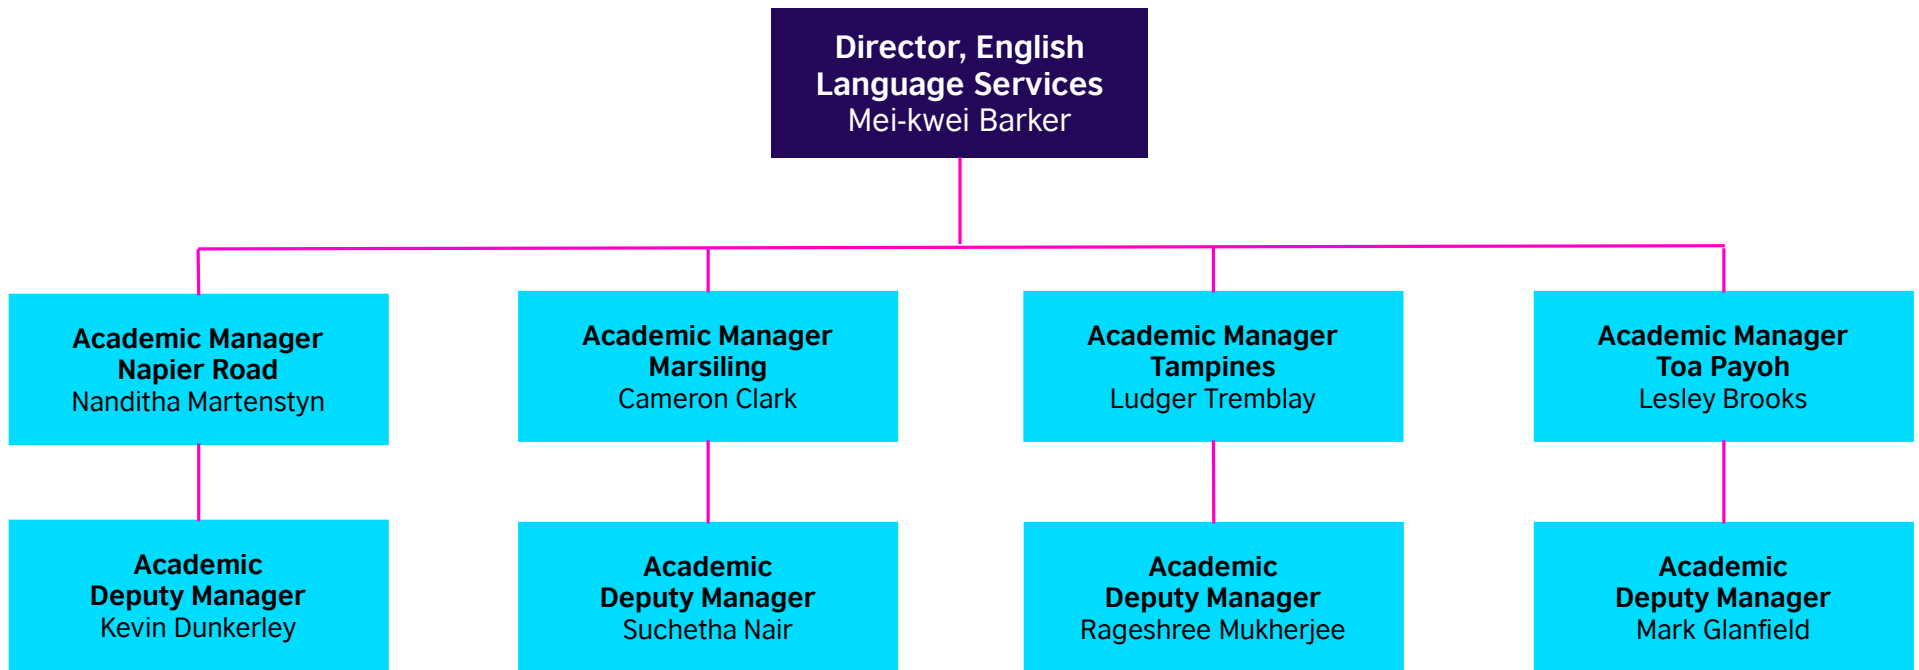 Director, English
Language Services
Mei-kwei Barker
Academic Manager
Napier Road
Nanditha Martenstyn
Academic Manager
Marsiling
Cameron Clark
Academic Manager
Tampines
Ludger Tremblay
Academic Manager
Toa Payoh
Lesley Brooks
Academic
Deputy Manager
Kevin Dunkerley
Academic
Deputy Manager
Suchetha Nair
Academic
Deputy Manager
Rageshree Mukherjee
Academic
Deputy Manager
Mark Glanfield